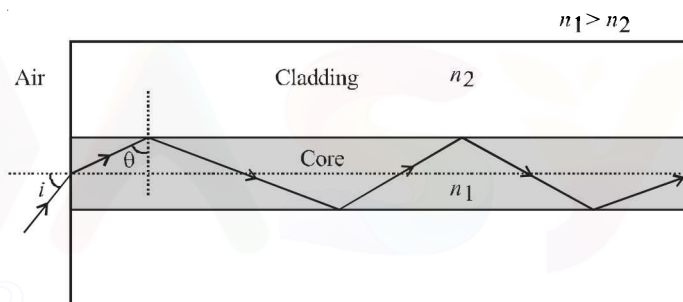 n1 > n2
Air
Cladding
n2
θ
Core
i
n1